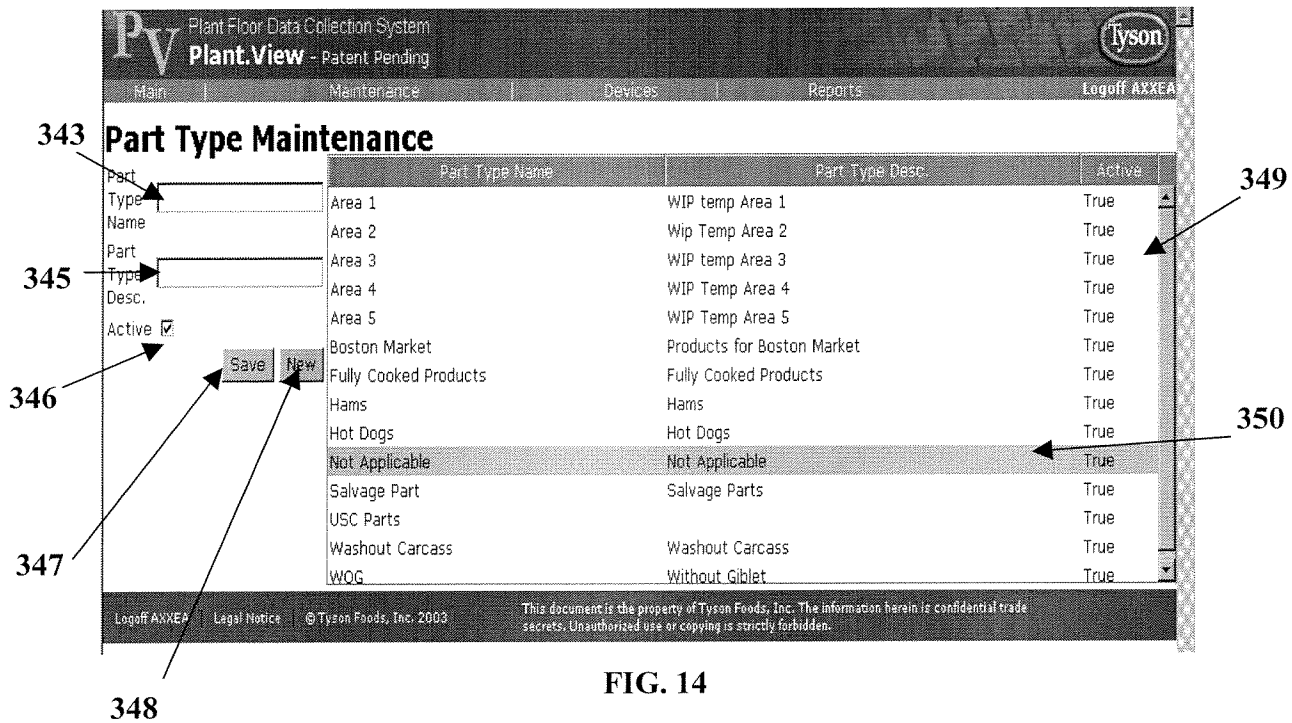 PV Plant Floor Data Collection System
Plant.View - Patent Pending
Tyson
Main Maintenance Devices Reports Logoff AXXEA
Part Type Maintenance
343
Part Type Name
345
Part Type Desc.
Active
346
Save New
347
348
Part Type Name Part Type Desc. Active
Area 1 WIP temp Area 1 True
Area 2 Wip Temp Area 2 True
Area 3 WIP temp Area 3 True
Area 4 WIP Temp Area 4 True
Area 5 WIP Temp Area 5 True
Boston Market Products for Boston Market True
Fully Cooked Products Fully Cooked Products True
Hams Hams True
Hot Dogs Hot Dogs True
Not Applicable Not Applicable True
Salvage Part Salvage Parts True
USC Parts True
Washout Carcass Washout Carcass True
WOG Without Giblet True
349
350
Logoff AXXEA Legal Notice © Tyson Foods, Inc. 2003
This document is the property of Tyson Foods, Inc. The information herein is confidential trade
secrets. Unauthorized use or copying is strictly forbidden.
FIG. 14